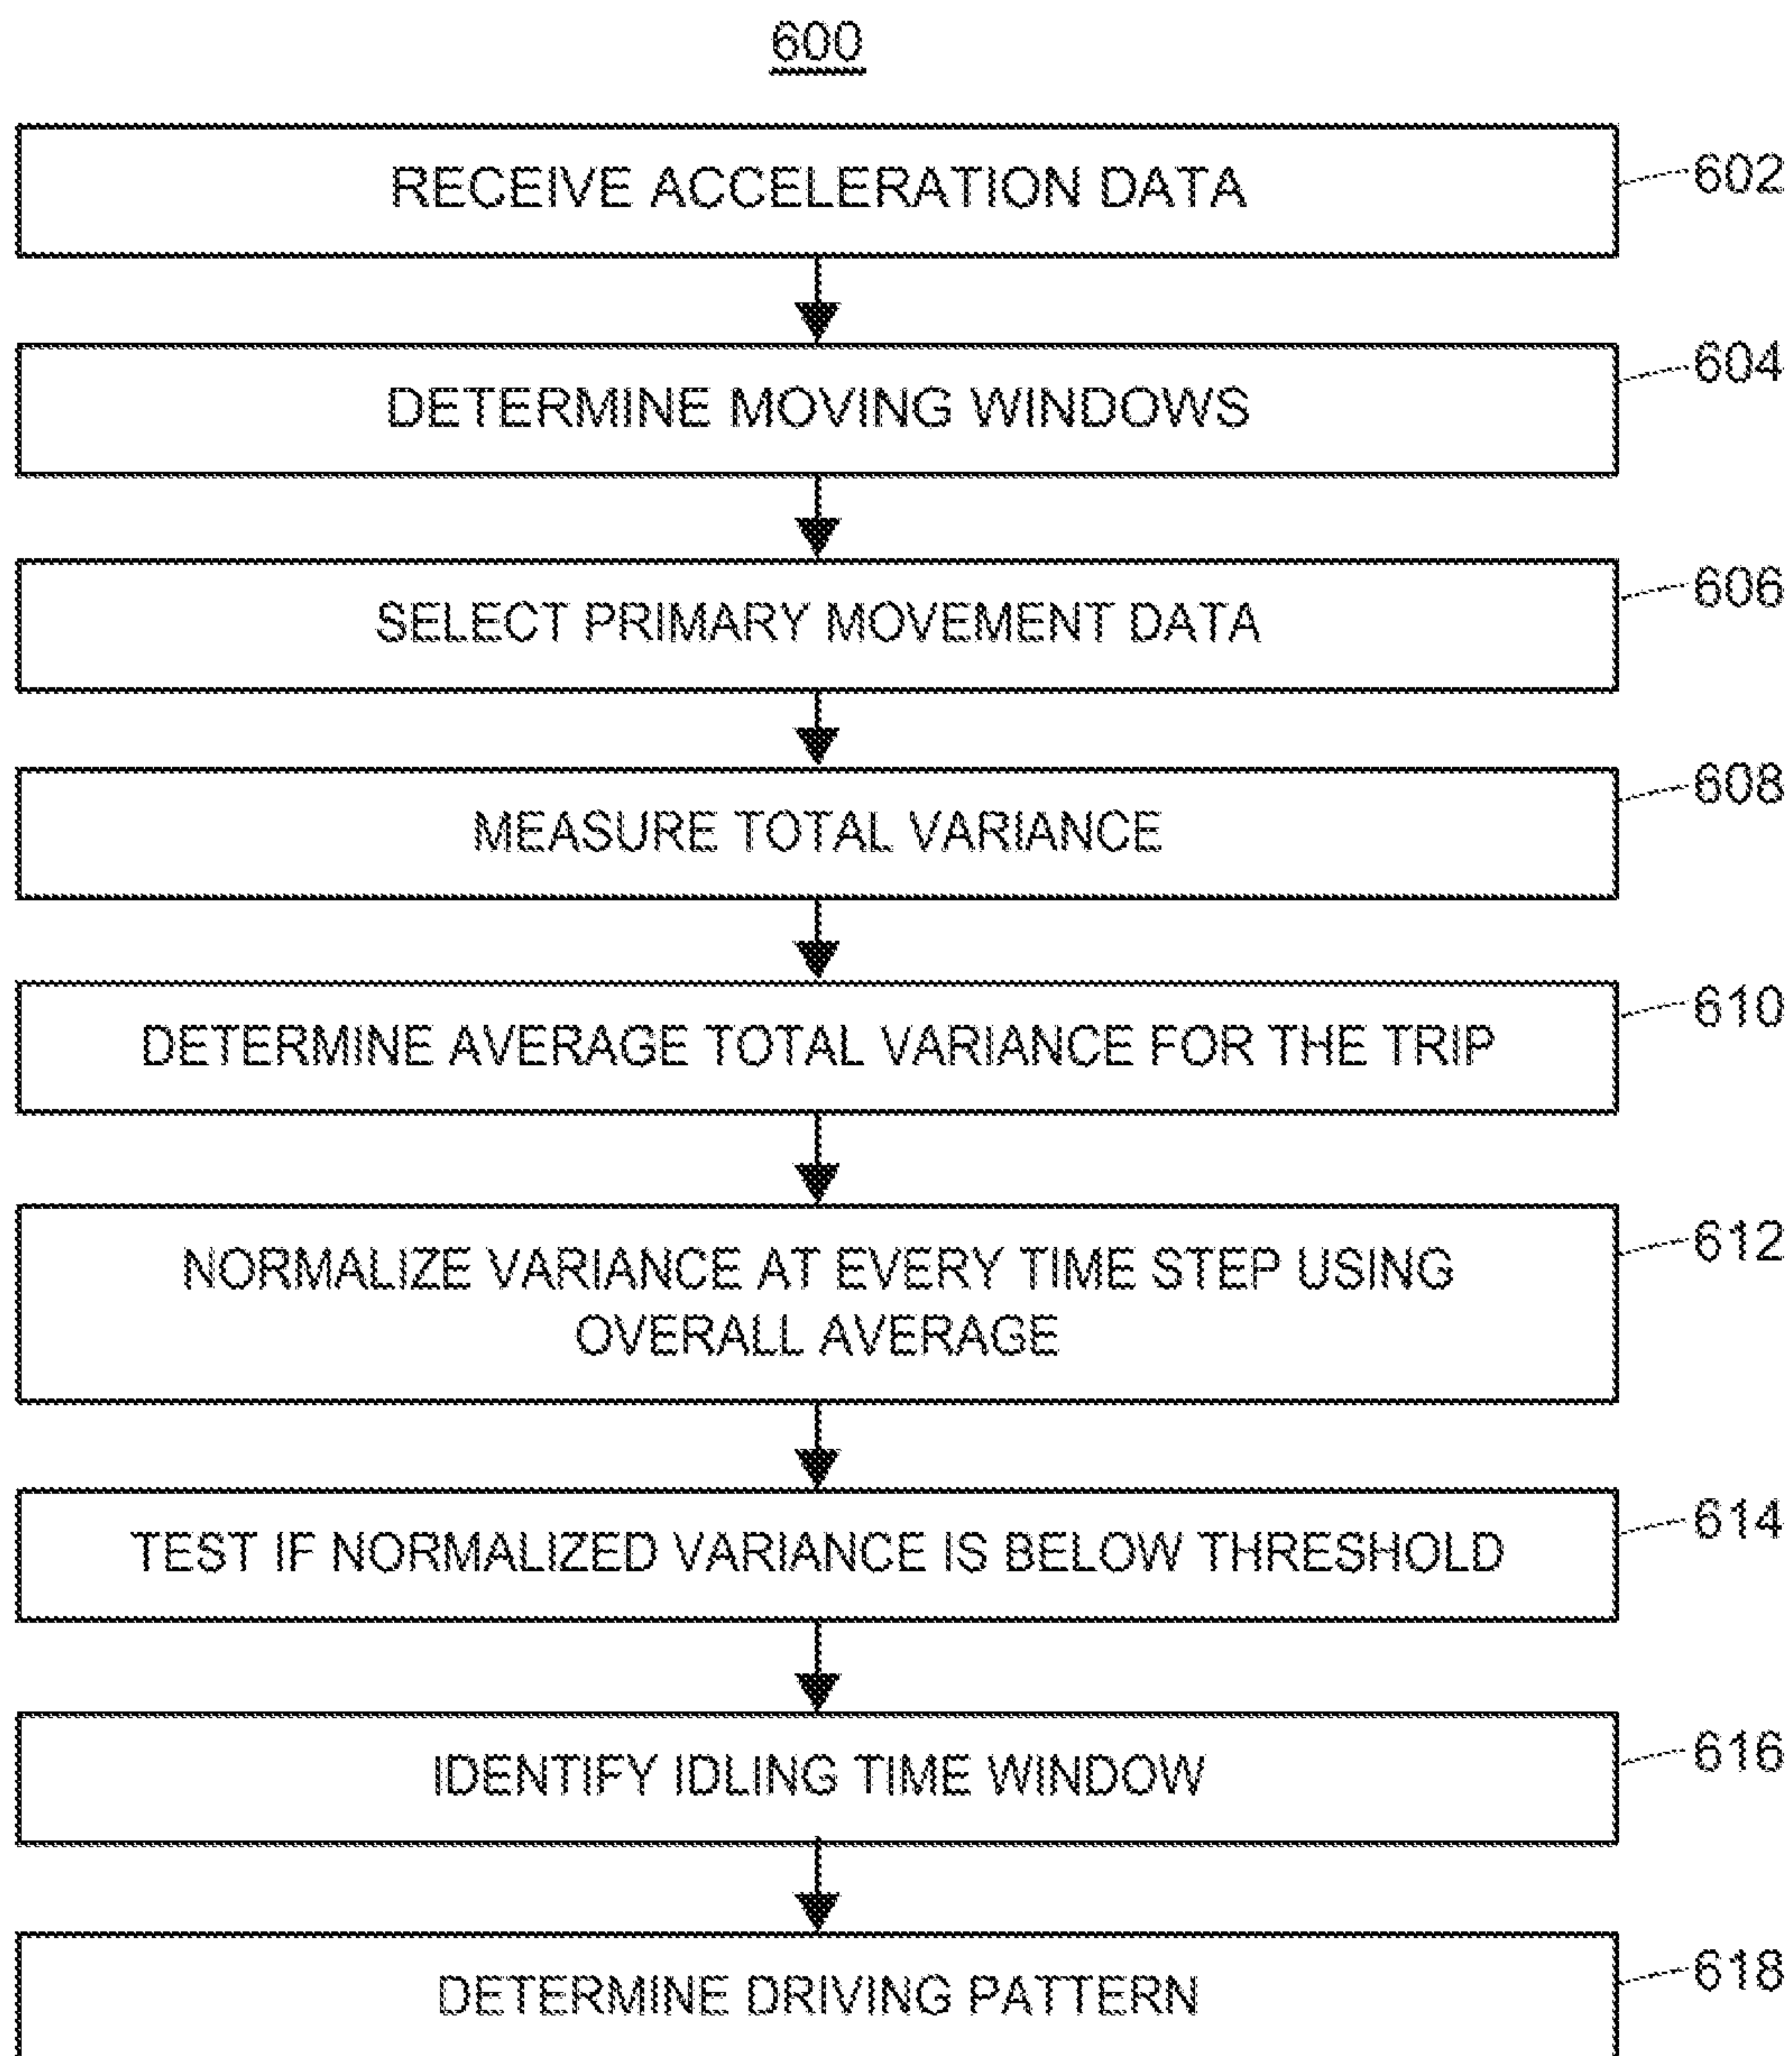 600
RECEIVE ACCELERATION DATA
602
DETERMINE MOVING WINDOWS
604
SELECT PRIMARY MOVEMENT DATA
606
MEASURE TOTAL VARIANCE
608
DETERMINE AVERAGE TOTAL VARIANCE FOR THE TRIP
610
NORMALIZE VARIANCE AT EVERY TIME STEP USING
OVERALL AVERAGE
612
TEST IF NORMALIZED VARIANCE IS BELOW THRESHOLD
614
IDENTIFY IDLING TIME WINDOW
616
DETERMINE DRIVING PATTERN
618